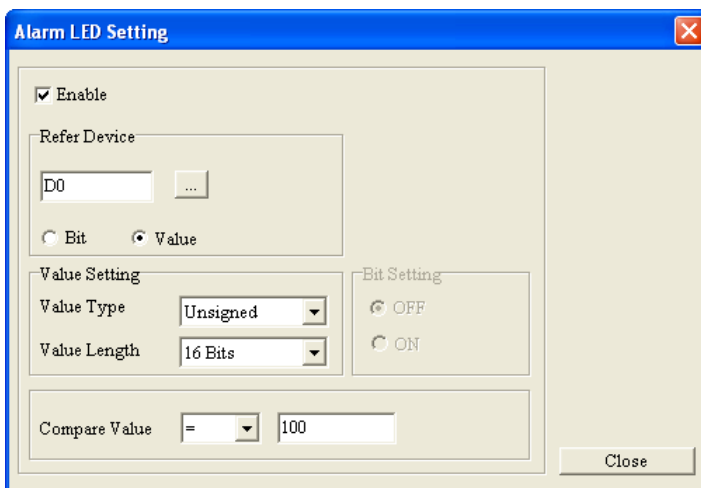 Alarm LED Setting
Enable
Refer Device
D0
...
Bit Value
Value Setting
Value Type Unsigned
Value Length 16 Bits
Bit Setting
OFF
ON
Compare Value = 100
Close